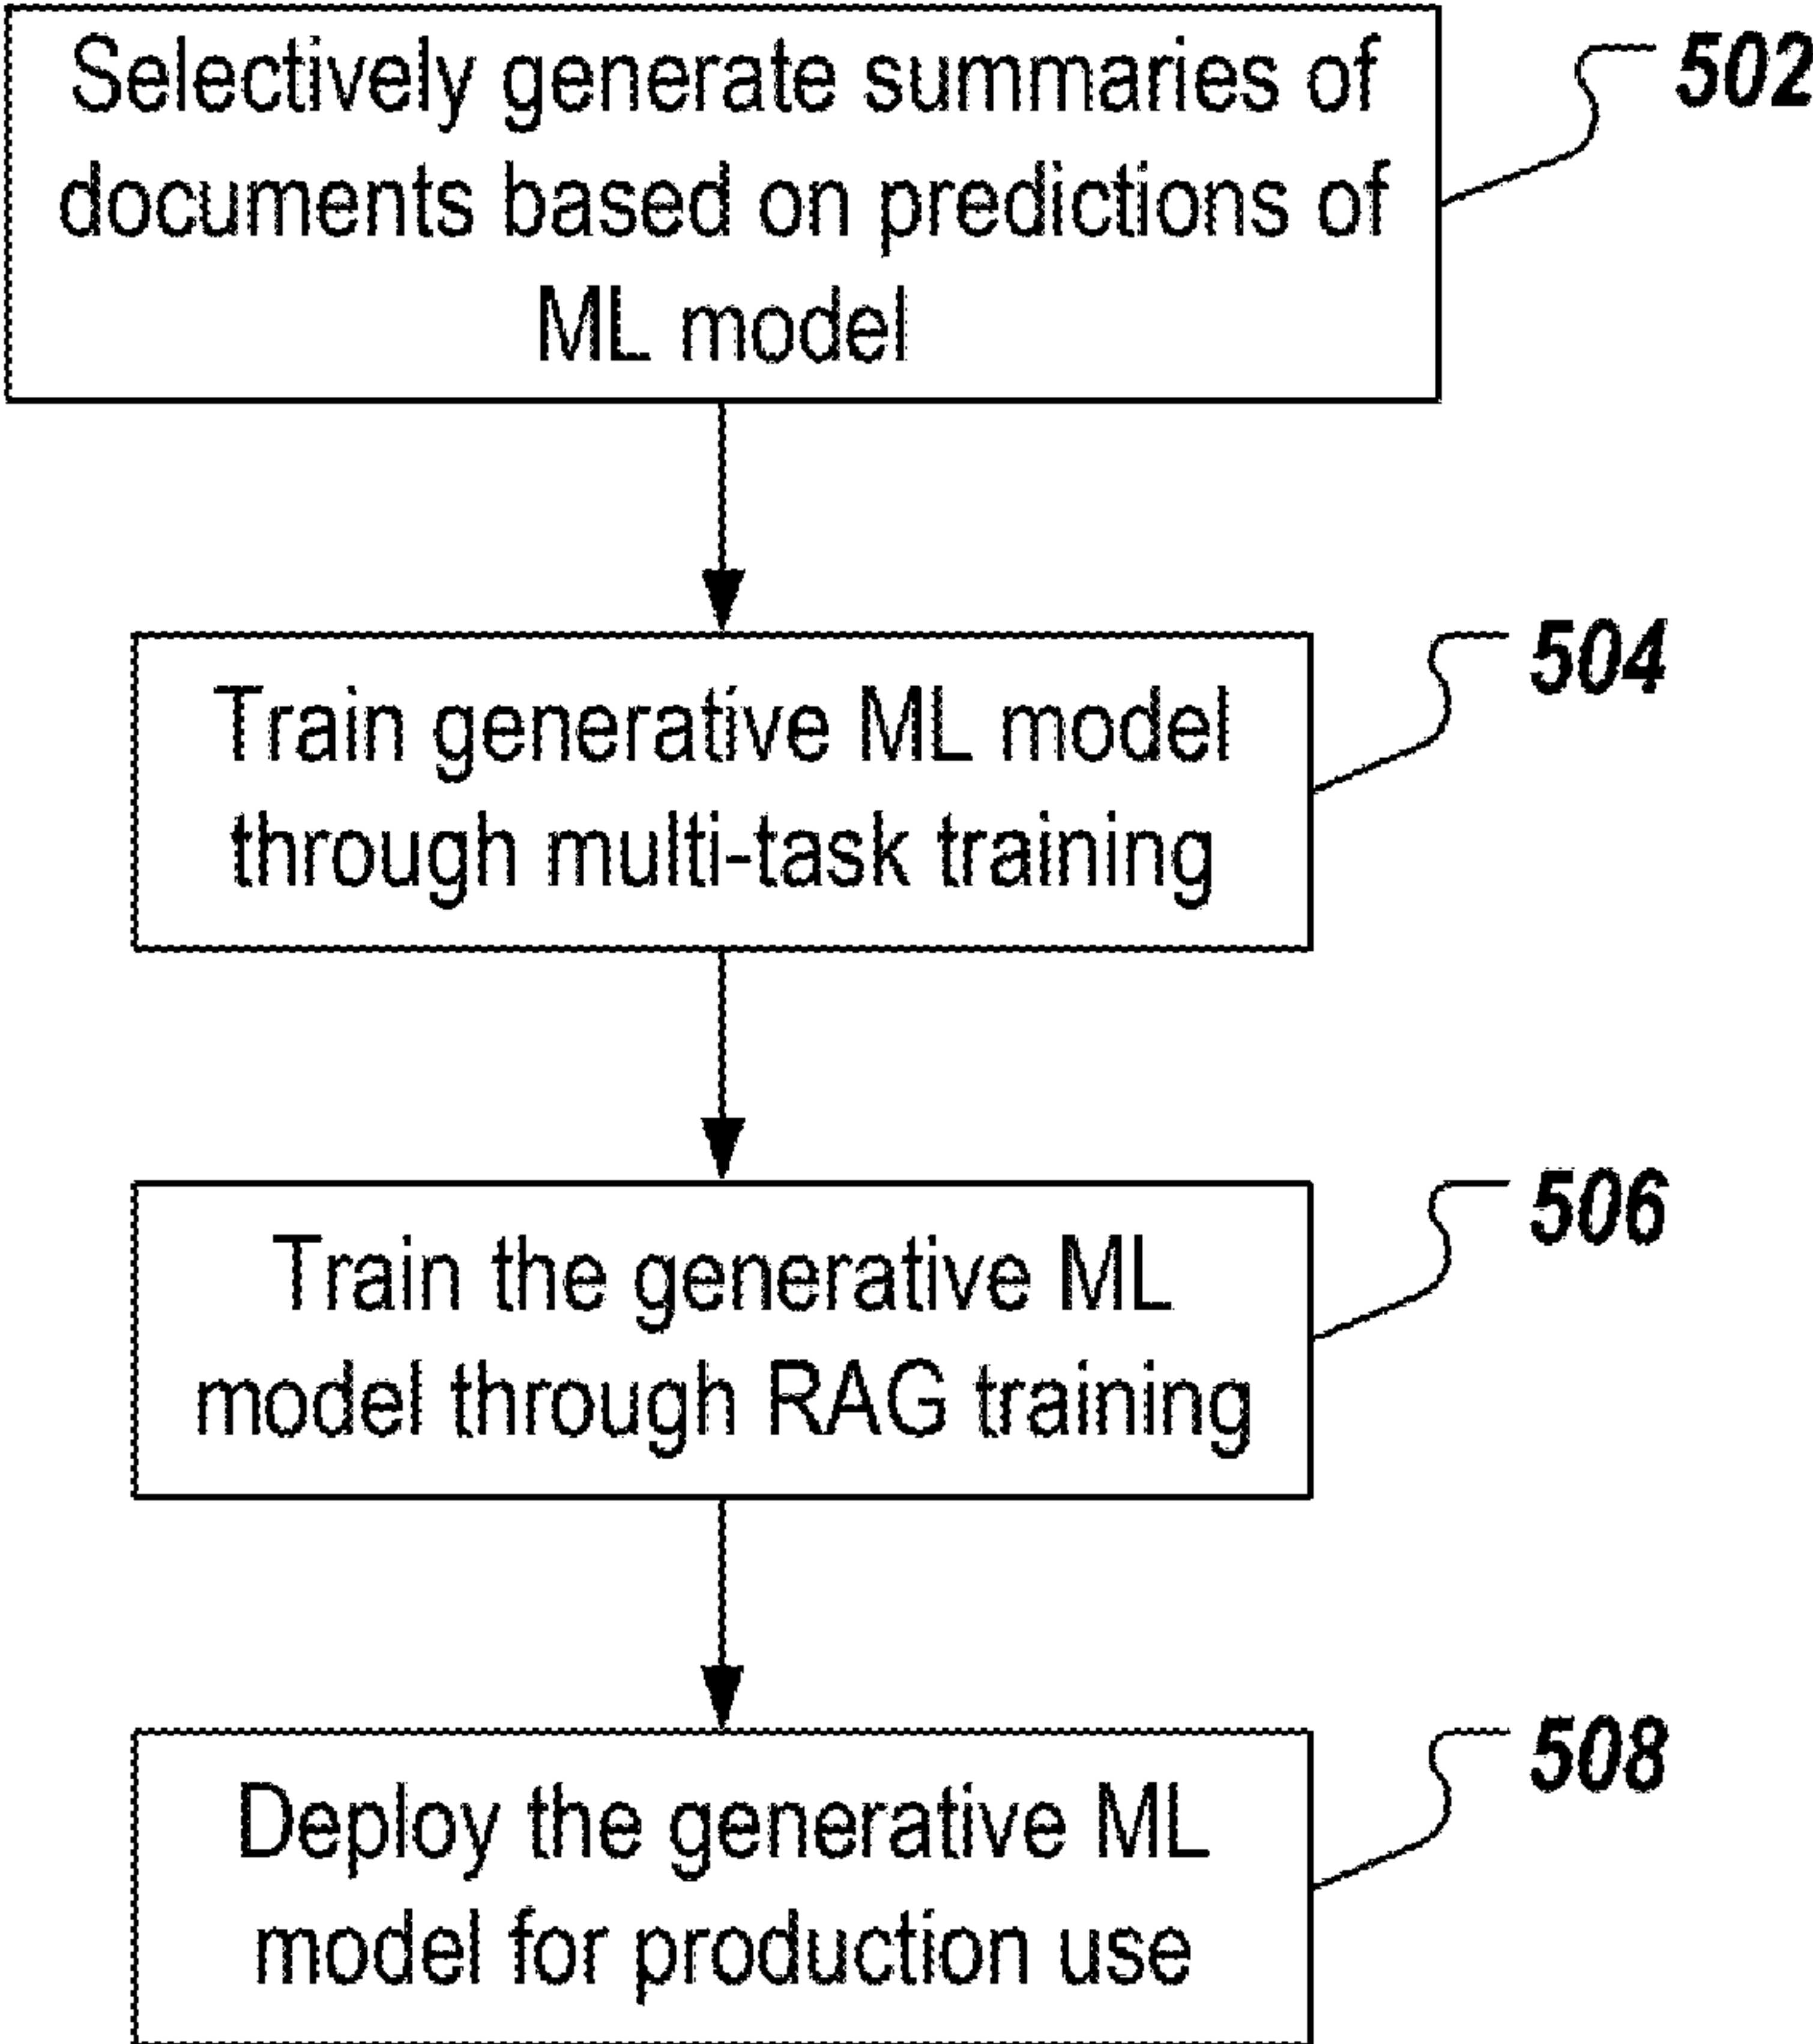 Selectively generate summaries of
documents based on predictions of
ML model
502
Train generative ML model
through multi-task training
504
Train the generative ML
model through RAG training
506
Deploy the generative ML
model for production use
508